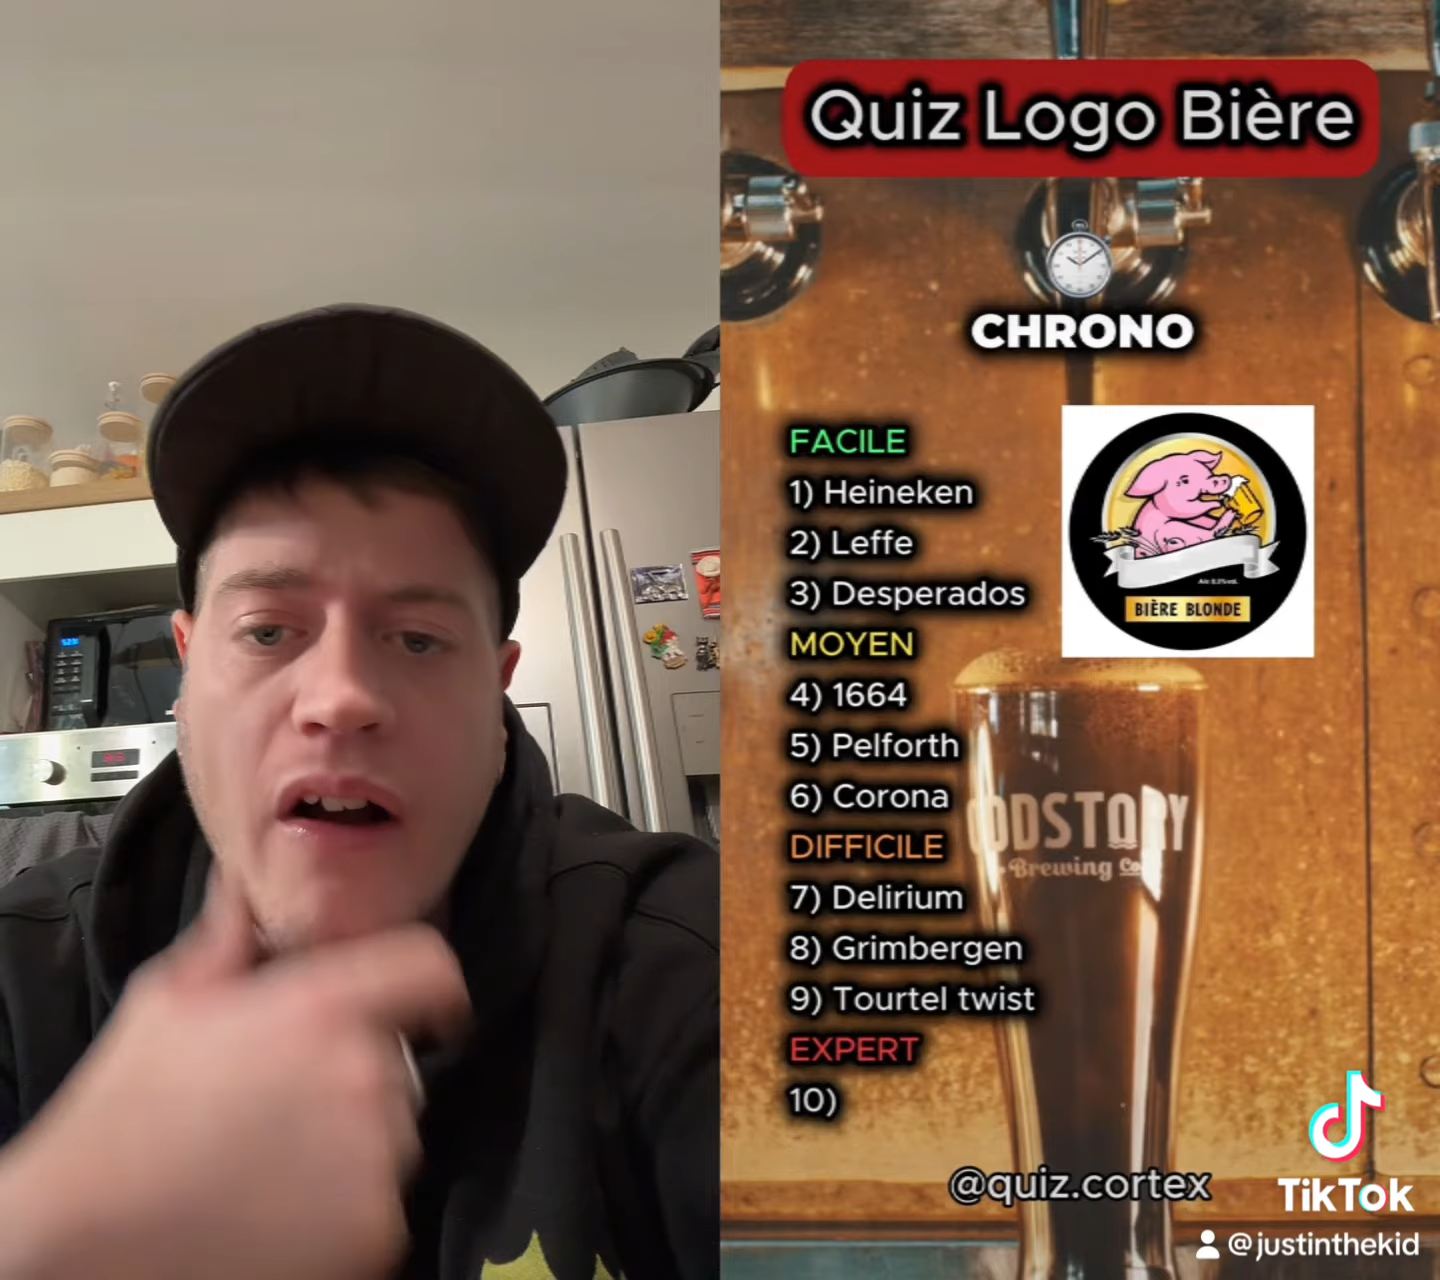 Quiz Logo Bière
CHRONO
FACILE
1) Heineken
2) Leffe
3) Desperados
MOYEN
4) 1664
5) Pelforth
6) Corona
DIFFICILE
7) Delirium
8) Grimbergen
9) Tourtel twist
EXPERT
10)
BIÈRE BLONDE
Brewing Co
@quiz.cortex
TikTok
@justinthekid